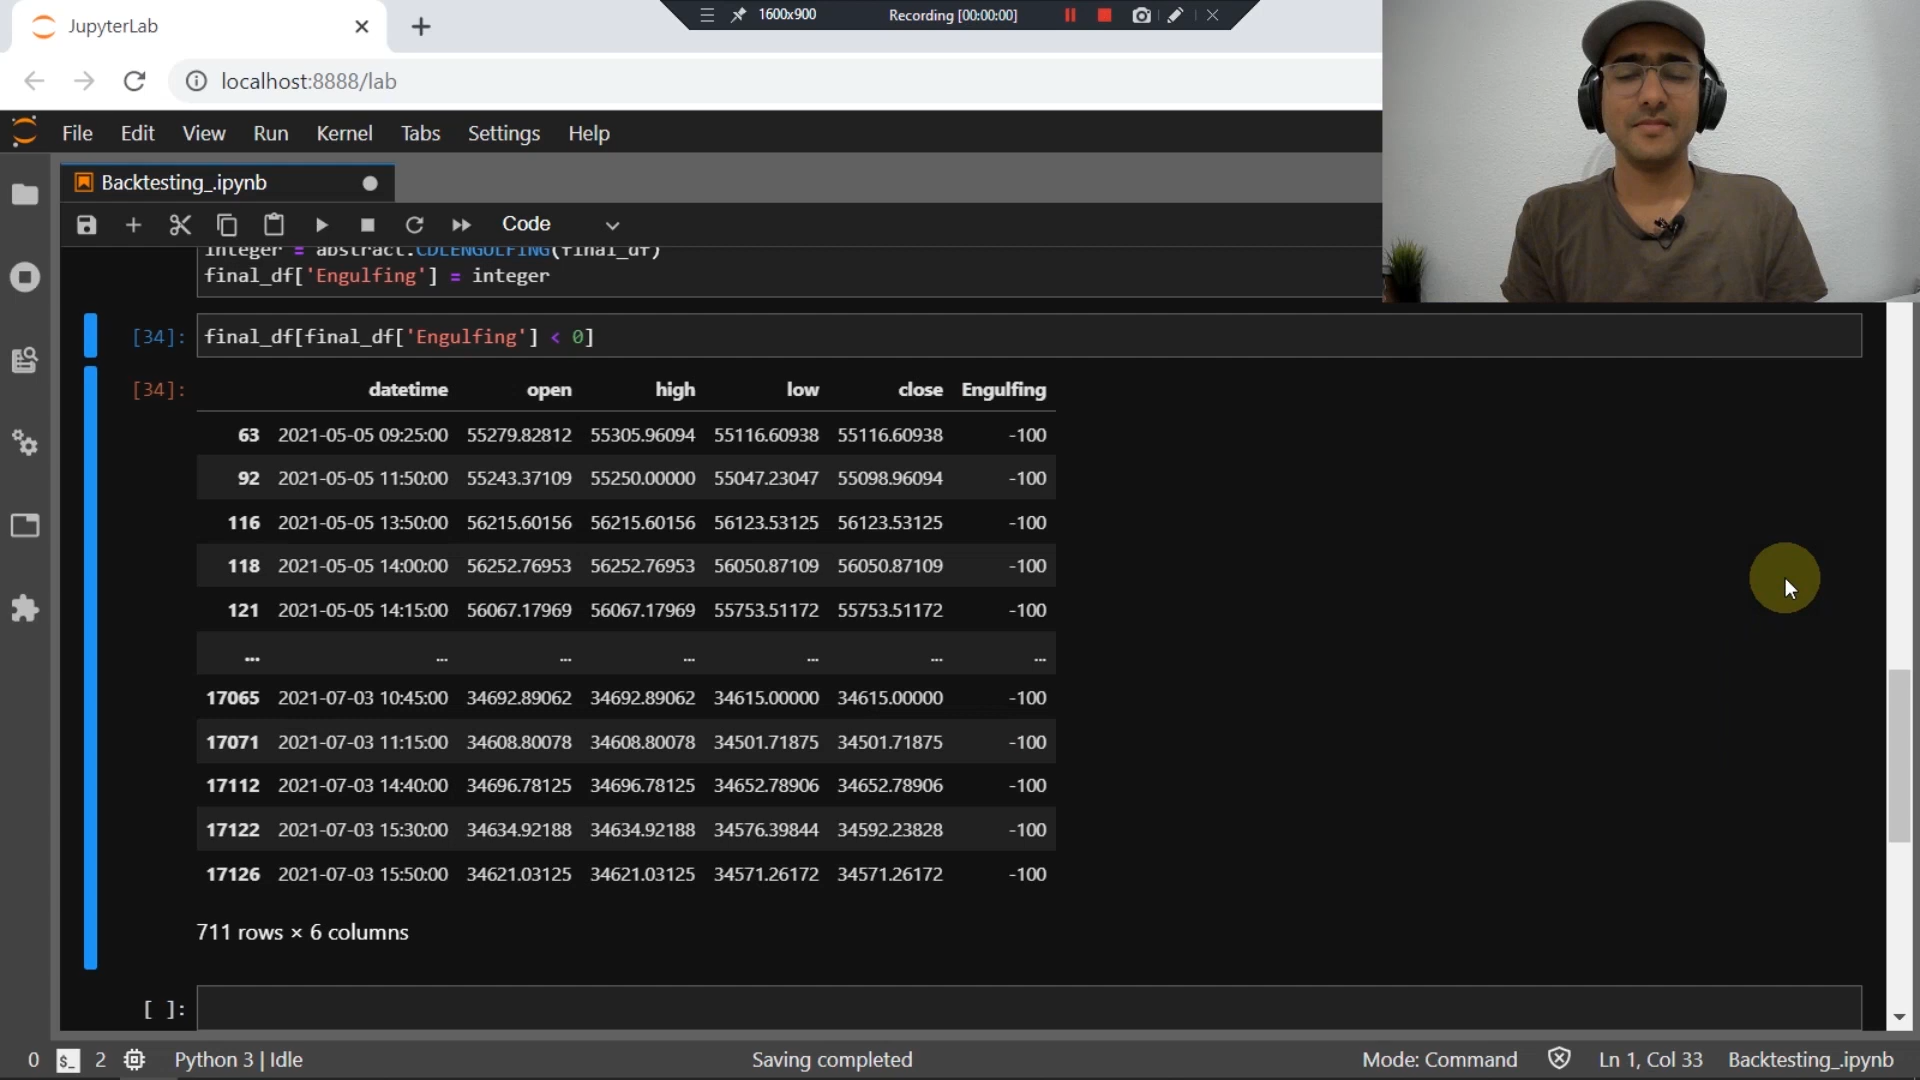 JupyterLab
1600x900 Recording [00:00:00]
localhost:8888/lab
File Edit View Run Kernel Tabs Settings Help
Backtesting_.ipynb
Code
integer = abstract.CDLENGULFING(final_df)
final_df['Engulfing'] = integer
[34]: final_df[final_df['Engulfing'] < 0]
[34]: datetime open high low close Engulfing
63 2021-05-05 09:25:00 55279.82812 55305.96094 55116.60938 55116.60938 -100
92 2021-05-05 11:50:00 55243.37109 55250.00000 55047.23047 55098.96094 -100
116 2021-05-05 13:50:00 56215.60156 56215.60156 56123.53125 56123.53125 -100
118 2021-05-05 14:00:00 56252.76953 56252.76953 56050.87109 56050.87109 -100
121 2021-05-05 14:15:00 56067.17969 56067.17969 55753.51172 55753.51172 -100
... ... ... ... ... ... ...
17065 2021-07-03 10:45:00 34692.89062 34692.89062 34615.00000 34615.00000 -100
17071 2021-07-03 11:15:00 34608.80078 34608.80078 34501.71875 34501.71875 -100
17112 2021-07-03 14:40:00 34696.78125 34696.78125 34652.78906 34652.78906 -100
17122 2021-07-03 15:30:00 34634.92188 34634.92188 34576.39844 34592.23828 -100
17126 2021-07-03 15:50:00 34621.03125 34621.03125 34571.26172 34571.26172 -100
711 rows × 6 columns
[ ]:
0 $_ 2 Python 3 | Idle Saving completed Mode: Command Ln 1, Col 33 Backtesting_.ipynb